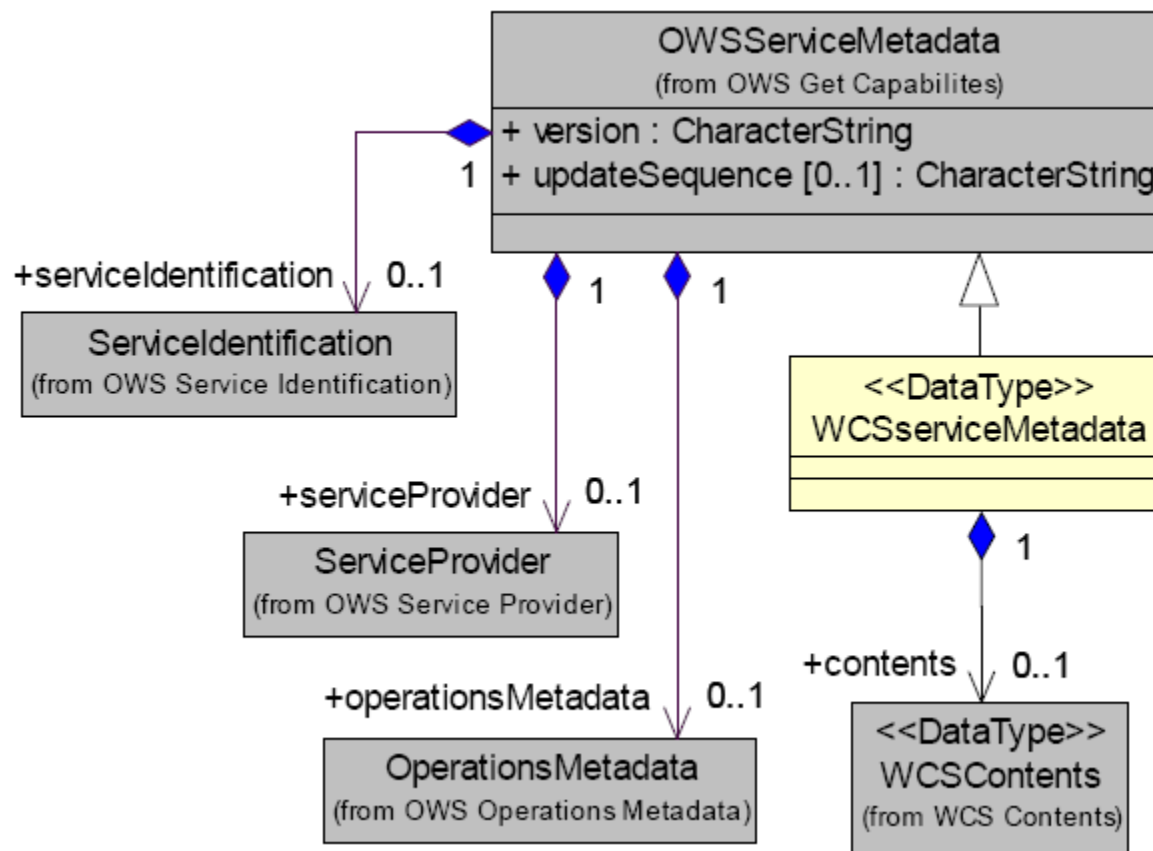 OWSServiceMetadata
(from OWS Get Capabilites)
+ version : CharacterString
+ updateSequence [0..1] : CharacterString
1
+serviceIdentification 0..1
1
1
ServiceIdentification
(from OWS Service Identification)
<<DataType>>
WCSserviceMetadata
+serviceProvider 0..1
1
ServiceProvider
(from OWS Service Provider)
+contents 0..1
+operationsMetadata 0..1
<<DataType>>
WCSContents
(from WCS Contents)
OperationsMetadata
(from OWS Operations Metadata)